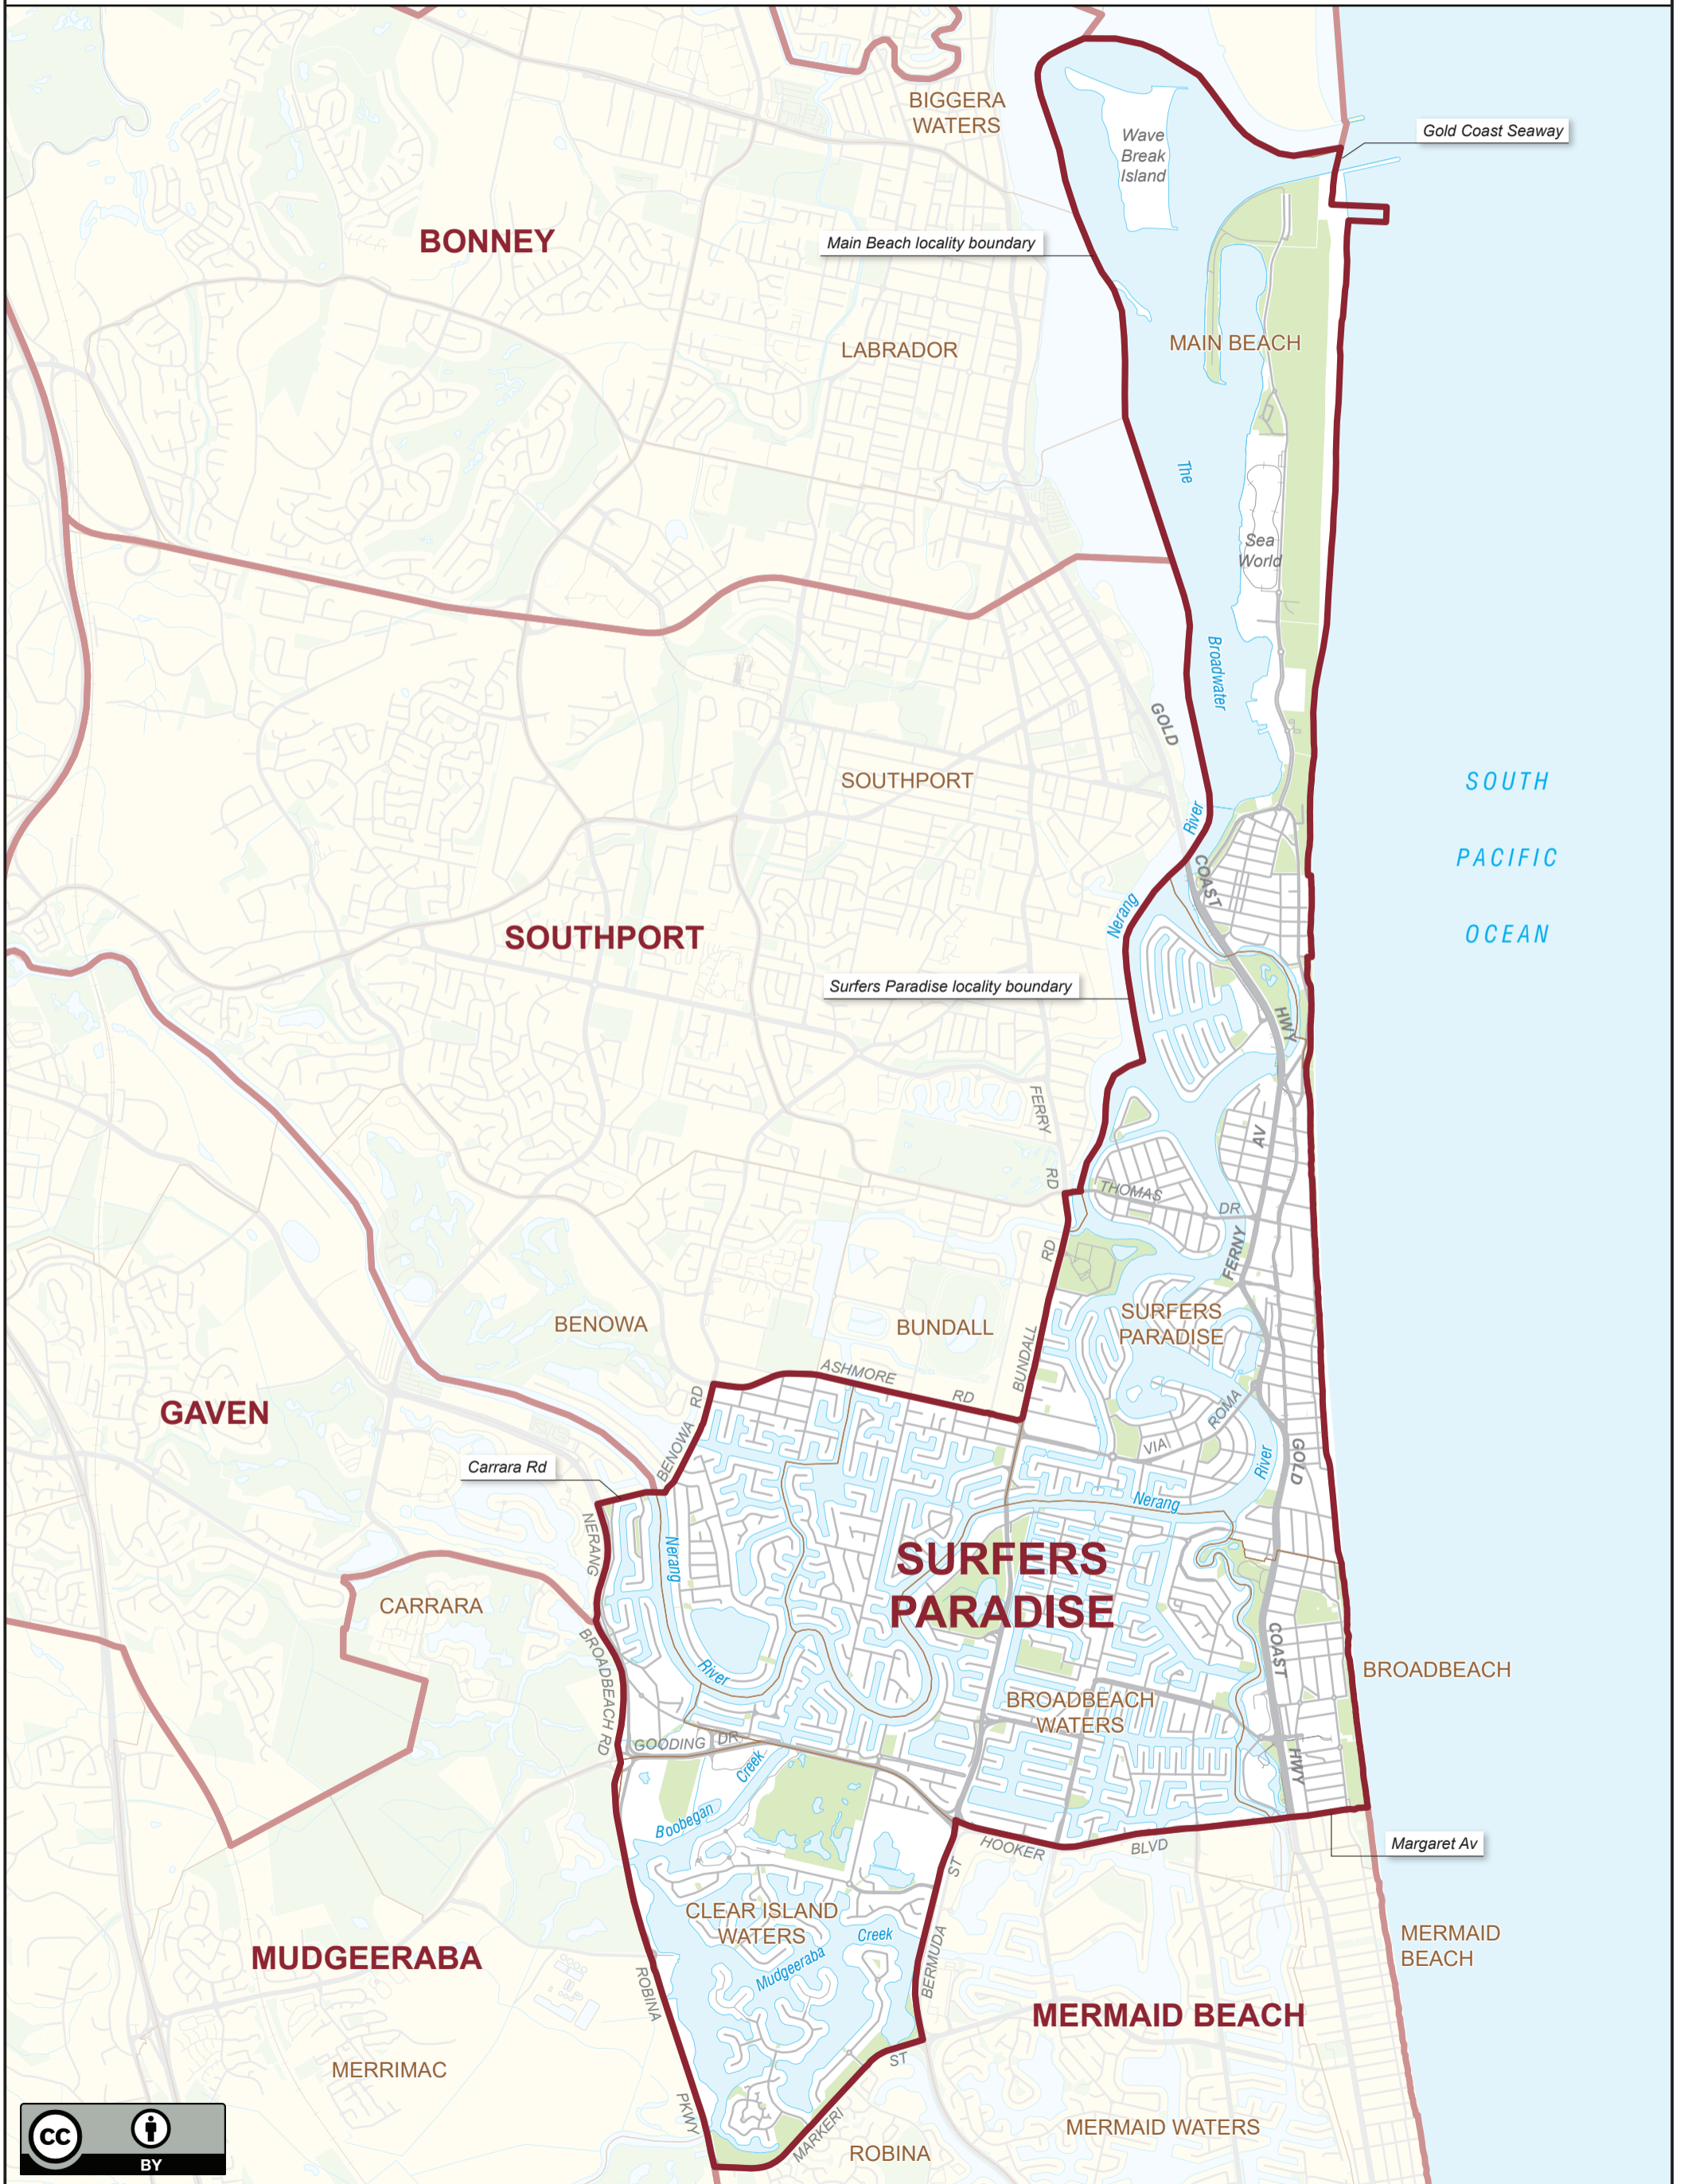 BIGGERA
WATERS
Wave
Break
Island
Gold Coast Seaway
BONNEY
Main Beach locality boundary
MAIN BEACH
LABRADOR
The
Sea
World
Broadwater
GOLD
SOUTHPORT
SOUTH
PACIFIC
OCEAN
River
COAST
Nerang
SOUTHPORT
Surfers Paradise locality boundary
HWY
FERRY
RD
AV
THOMAS
DR
RD
FERNY
SURFERS
PARADISE
BENOWA
BUNDALL
BUNDALL
ASHMORE
RD
RD
BENOWA
GAVEN
ROMA
VIA
River
GOLD
Carrara Rd
Nerang
NERANG
Nerang
SURFERS
PARADISE
CARRARA
BROADBEACH RD
COAST
River
BROADBEACH
BROADBEACH
WATERS
GOODING
DR
Creek
HWY
Boobegan
HOOKER
BLVD
Margaret Av
ST
CLEAR ISLAND
WATERS
Creek
Mudgeeraba
BERMUDA
MERMAID
BEACH
MUDGEERABA
ROBINA
MERMAID BEACH
ST
MERRIMAC
PKWY
MARKERI
ROBINA
MERMAID WATERS
cc
BY